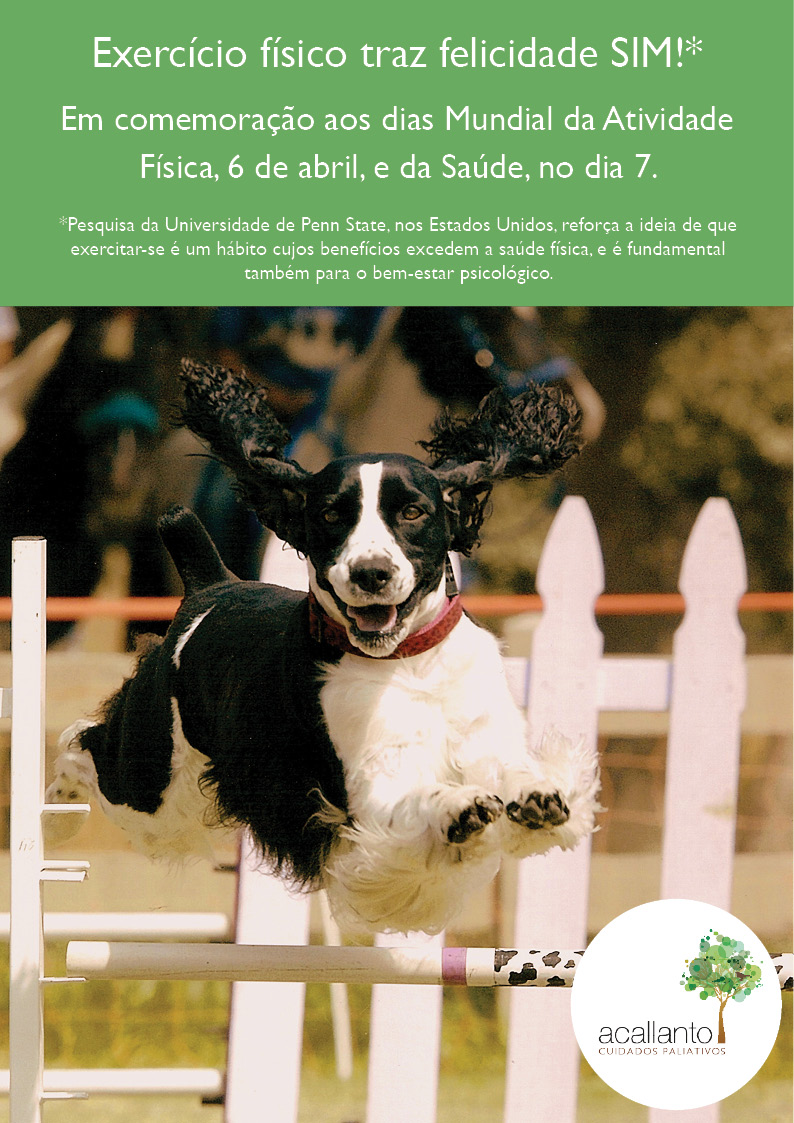 Exercício físico traz felicidade SIM!*
Em comemoração aos dias Mundial da Atividade
Física, 6 de abril, e da Saúde, no dia 7.
*Pesquisa da Universidade de Penn State, nos Estados Unidos, reforça a ideia de que
exercitar-se é um hábito cujos benefícios excedem a saúde física, e é fundamental
também para o bem-estar psicológico.
acallanto
CUIDADOS PALIATIVOS